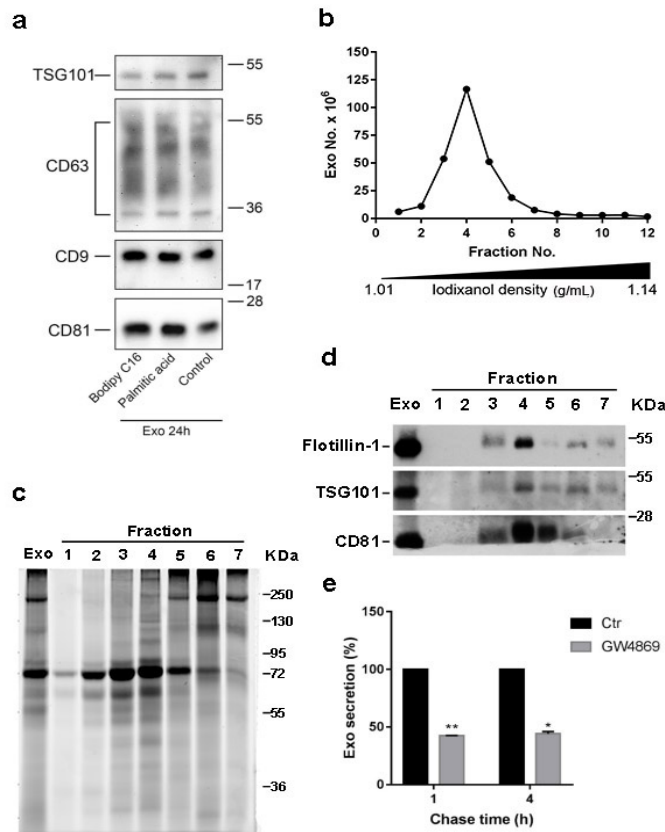 a
TSG101
55
CD63
55
36
CD9
17
28
CD81
Bodipy C16
Palmitic acid
Control
Exo 24h
b
Exo No. x 10⁶
150
125
100
75
50
25
0
0 2 4 6 8 10 12
Fraction No.
1.01 Iodixanol density (g/mL) 1.14
c
Fraction
Exo 1 2 3 4 5 6 7 KDa
250
130
95
72
55
36
d
Fraction
Exo 1 2 3 4 5 6 7 KDa
Flotillin-1
55
TSG101
55
28
CD81
e
Exo secretion (%)
150
100
50
0
** *
1 4
Chase time (h)
Ctr
GW4869